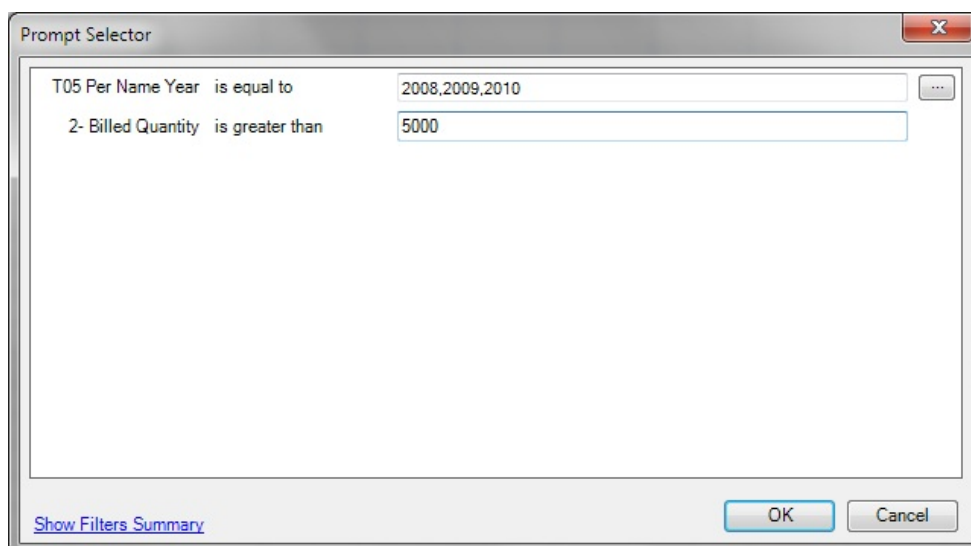 Prompt Selector
T05 Per Name Year is equal to 2008,2009,2010 ...
2- Billed Quantity is greater than 5000
Show Filters Summary OK Cancel